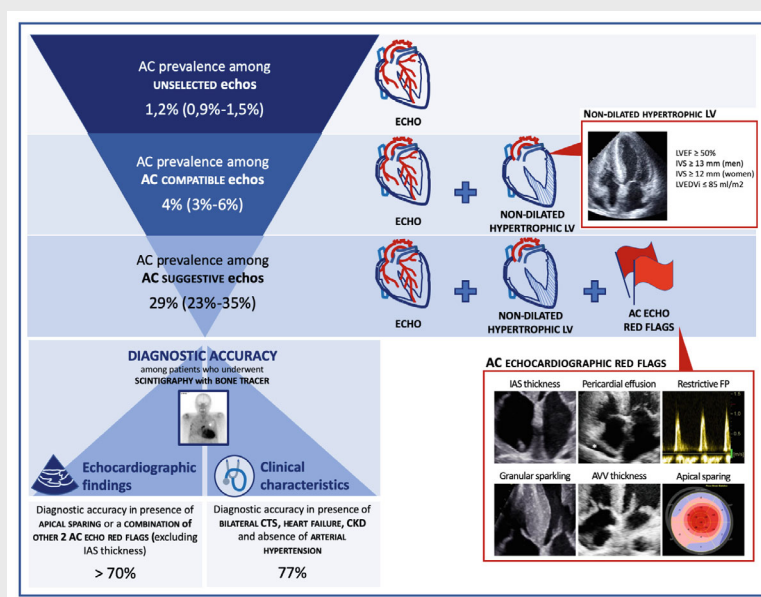 AC prevalence among
UNSELECTED echos
1,2% (0,9%-1,5%)
ECHO
NON-DILATED HYPERTROPHIC LV
LVEF ≥ 50%
IVS ≥ 13 mm (men)
IVS ≥ 12 mm (women)
LVEDVi ≤ 85 ml/m2
AC prevalence among
AC COMPATIBLE echos
4% (3%-6%)
ECHO
NON-DILATED
HYPERTROPHIC LV
AC prevalence among
AC SUGGESTIVE echos
29% (23%-35%)
ECHO
NON-DILATED
HYPERTROPHIC LV
AC ECHO
RED FLAGS
DIAGNOSTIC ACCURACY
among patients who underwent
SCINTIGRAPHY with BONE TRACER
Echocardiographic
findings
Clinical
characteristics
Diagnostic accuracy in presence of
APICAL SPARING or a COMBINATION of
OTHER 2 AC ECHO RED FLAGS (excluding
IAS thickness)
> 70%
Diagnostic accuracy in presence of
BILATERAL CTS, HEART FAILURE, CKD
and absence of ARTERIAL
HYPERTENSION
77%
AC ECHOCARDIOGRAPHIC RED FLAGS
IAS thickness
Pericardial effusion
Restrictive FP
Granular sparkling
AVV thickness
Apical sparing